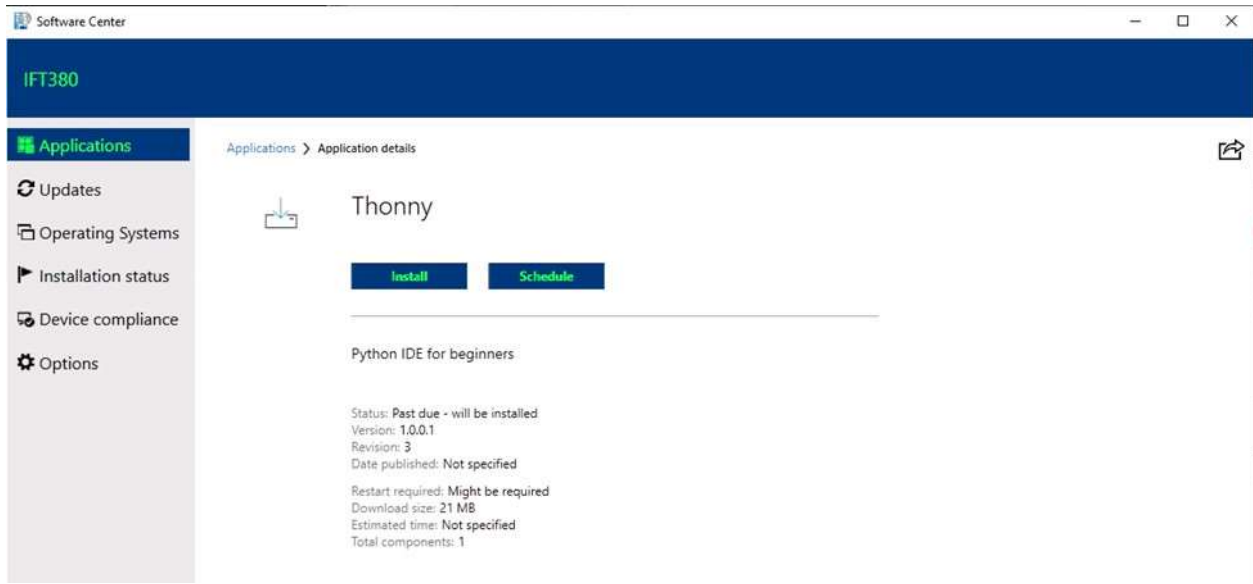 Software Center
IFT380
Applications
Updates
Operating Systems
Installation status
Device compliance
Options
Applications > Application details
Thonny
Install Schedule
Python IDE for beginners
Status: Past due - will be installed
Version: 1.0.0.1
Revision: 3
Date published: Not specified
Restart required: Might be required
Download size: 21 MB
Estimated time: Not specified
Total components: 1